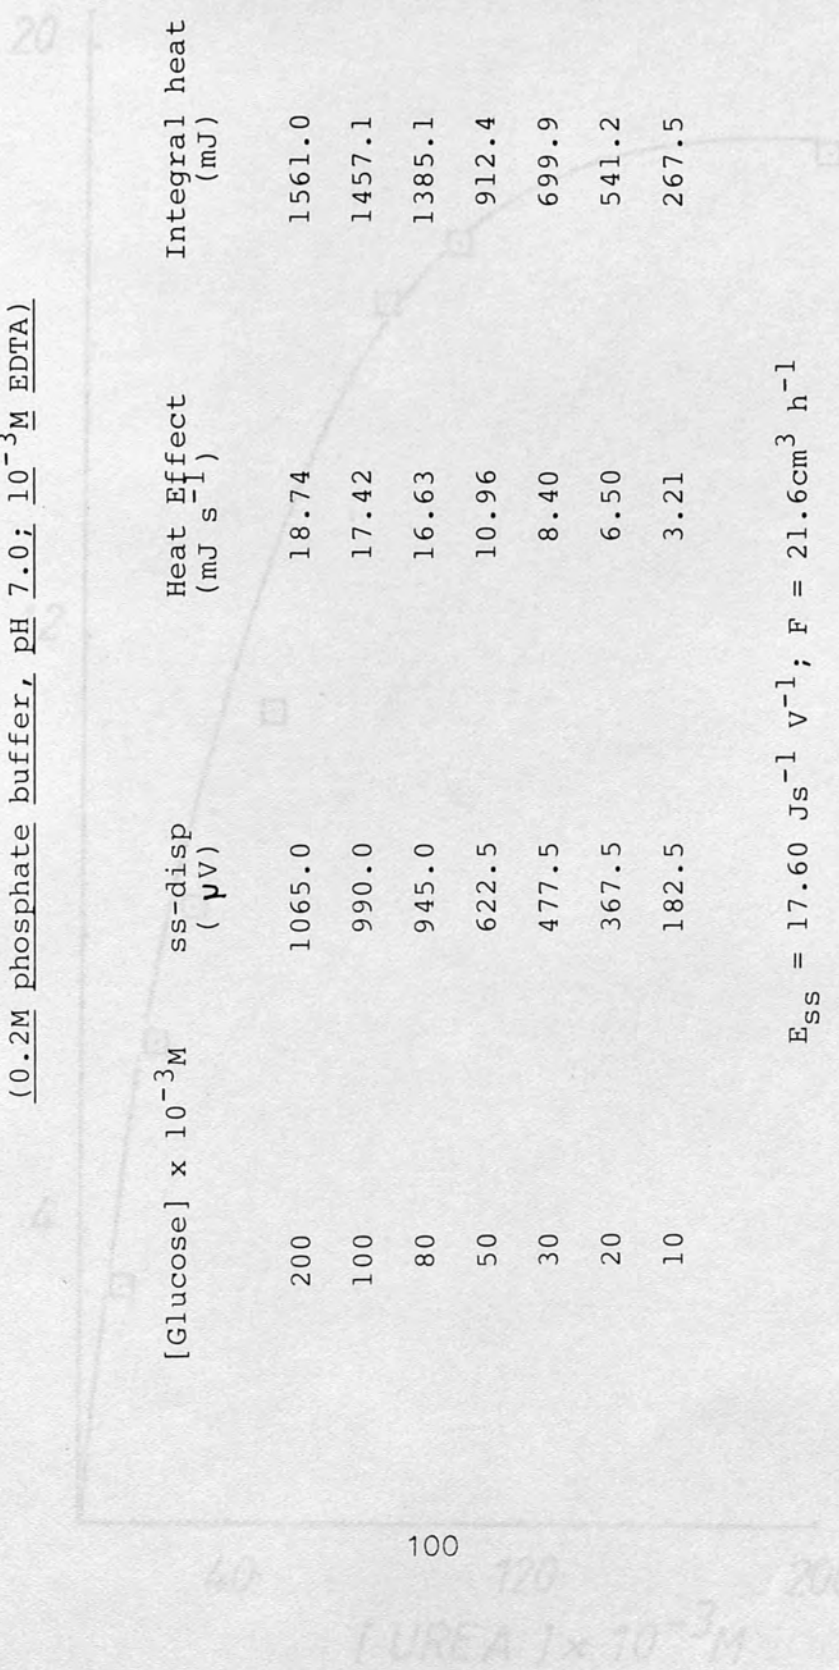 (0.2M phosphate buffer, pH 7.0; 10⁻³M EDTA)
[Glucose] x 10⁻³M ss-disp (µV) Heat Effect (mJ s⁻¹) Integral heat (mJ)
200 1065.0 18.74 1561.0
100 990.0 17.42 1457.1
80 945.0 16.63 1385.1
50 622.5 10.96 912.4
30 477.5 8.40 699.9
20 367.5 6.50 541.2
10 182.5 3.21 267.5
Ess = 17.60 Js⁻¹ V⁻¹; F = 21.6cm³ h⁻¹
100
20
4
40
120
200
[UREA] x 10⁻³M